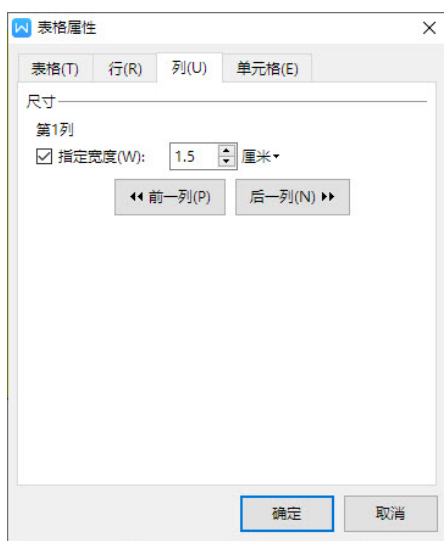 表格属性
表格(T) 行(R) 列(U) 单元格(E)
尺寸
第1列
指定宽度(W): 1.5 厘米
前一列(P) 后一列(N)
确定 取消